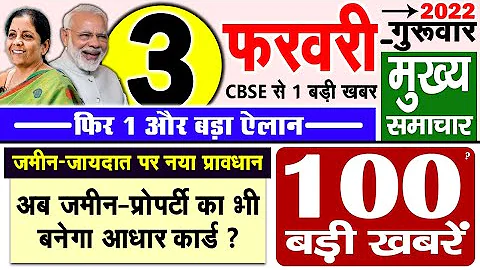 2022
3 फरवरी
गुरूवार
CBSE से 1 बड़ी खबर
मुख्य
समाचार
फिर 1 और बड़ा ऐलान
जमीन-जायदात पर नया प्रावधान
अब जमीन-प्रोपर्टी का भी
बनेगा आधार कार्ड ?
?
100
बड़ी खबरें